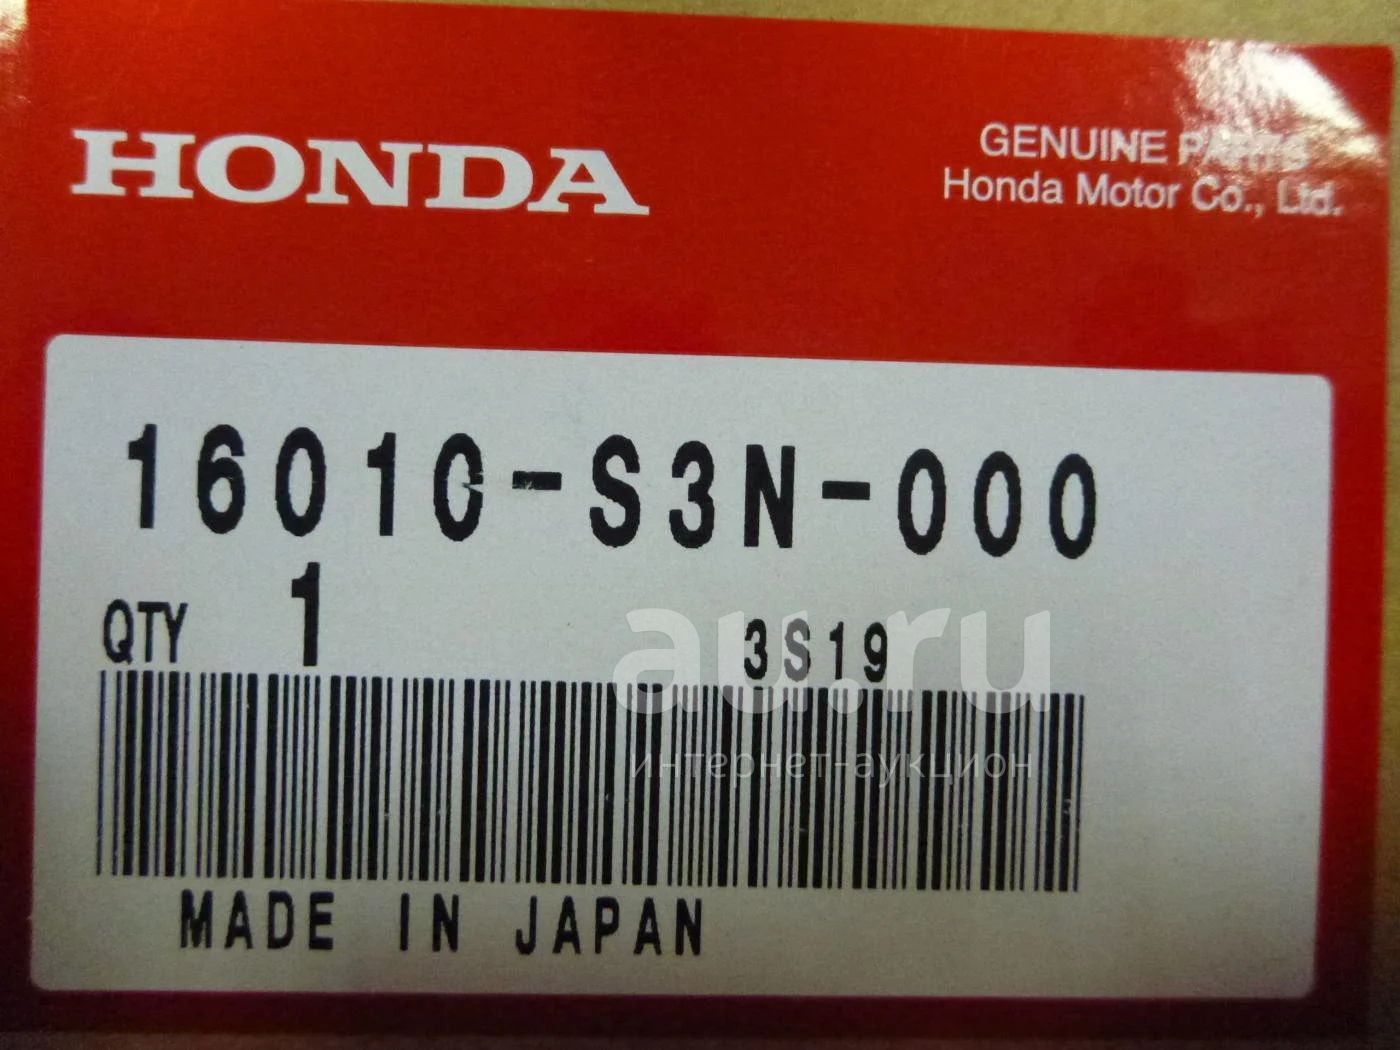 HONDA
GENUINE PARTS
Honda Motor Co., Ltd.
16010-S3N-000
QTY 1 3S19
au.ru
интернет-аукцион
MADE IN JAPAN